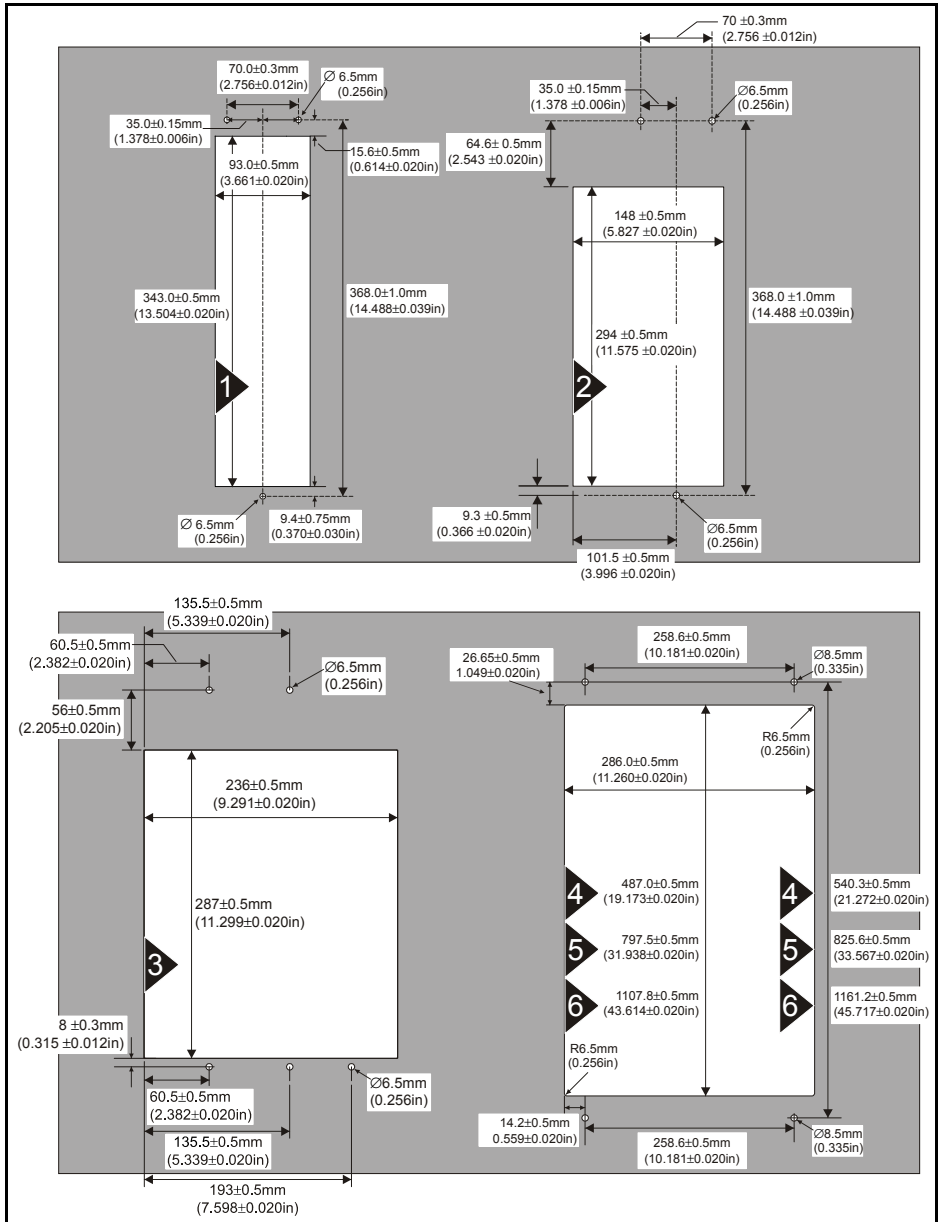 70 ±0.3mm
(2.756 ±0.012in)
70.0±0.3mm
(2.756±0.012in)
Ø 6.5mm
(0.256in)
35.0±0.15mm
(1.378±0.006in)
93.0±0.5mm
(3.661±0.020in)
15.6±0.5mm
(0.614±0.020in)
343.0±0.5mm
(13.504±0.020in)
368.0±1.0mm
(14.488±0.039in)
1
Ø 6.5mm
(0.256in)
9.4±0.75mm
(0.370±0.030in)
35.0 ±0.15mm
(1.378 ±0.006in)
Ø6.5mm
(0.256in)
64.6± 0.5mm
(2.543 ±0.020in)
148 ±0.5mm
(5.827 ±0.020in)
368.0 ±1.0mm
(14.488 ±0.039in)
294 ±0.5mm
(11.575 ±0.020in)
2
9.3 ±0.5mm
(0.366 ±0.020in)
Ø6.5mm
(0.256in)
101.5 ±0.5mm
(3.996 ±0.020in)
135.5±0.5mm
(5.339±0.020in)
60.5±0.5mm
(2.382±0.020in)
Ø6.5mm
(0.256in)
56±0.5mm
(2.205±0.020in)
236±0.5mm
(9.291±0.020in)
287±0.5mm
(11.299±0.020in)
3
8 ±0.3mm
(0.315 ±0.012in)
Ø6.5mm
(0.256in)
60.5±0.5mm
(2.382±0.020in)
135.5±0.5mm
(5.339±0.020in)
193±0.5mm
(7.598±0.020in)
258.6±0.5mm
(10.181±0.020in)
26.65±0.5mm
1.049±0.020in)
Ø8.5mm
(0.335in)
R6.5mm
(0.256in)
286.0±0.5mm
(11.260±0.020in)
4
487.0±0.5mm
(19.173±0.020in)
4
540.3±0.5mm
(21.272±0.020in)
5
797.5±0.5mm
(31.938±0.020in)
5
825.6±0.5mm
(33.567±0.020in)
6
1107.8±0.5mm
(43.614±0.020in)
6
1161.2±0.5mm
(45.717±0.020in)
R6.5mm
(0.256in)
14.2±0.5mm
0.559±0.020in)
258.6±0.5mm
(10.181±0.020in)
Ø8.5mm
(0.335in)